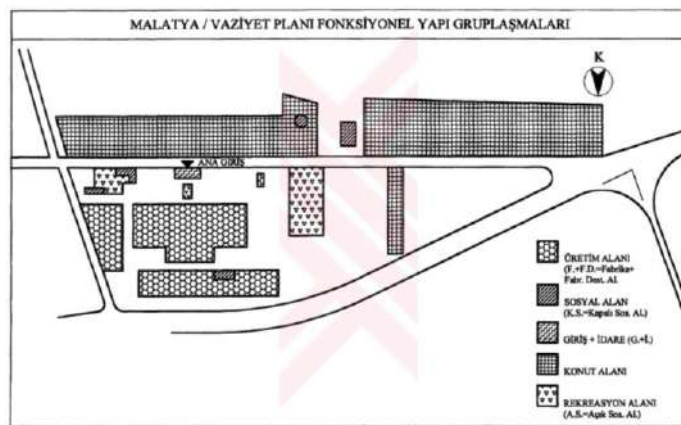 MALATYA / VAZİYET PLANI FONKSİYONEL YAPI GRUPLAŞMALARI
K
ANA GİRİŞ
ÜRETİM ALANI
(F.+F.D.=Fabrika+
Fabr. Dest. Al.
SOSYAL ALAN
(K.S.=Kapalı Sos. Al.)
GİRİŞ + İDARE (G.+İ.)
KONUT ALANI
REKREASYON ALANI
(A.S.=Açık Sos. Al.)